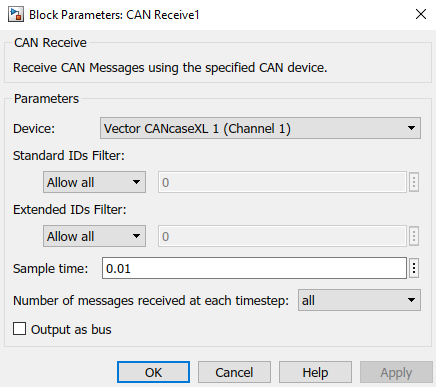 Block Parameters: CAN Receive1
CAN Receive
Receive CAN Messages using the specified CAN device.
Parameters
Device: Vector CANcaseXL 1 (Channel 1)
Standard IDs Filter:
Allow all 0
Extended IDs Filter:
Allow all 0
Sample time: 0.01
Number of messages received at each timestep: all
Output as bus
OK Cancel Help Apply